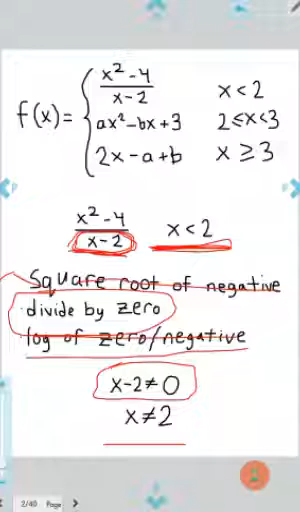 x²-4
f(x)= x-2 x<2
ax²-bx+3 2≤x<3
2x-a+b x≥3
x²-4
x-2 x<2
Square root of negative
divide by zero
log of zero/negative
x-2≠0
x≠2
2/40 Page >